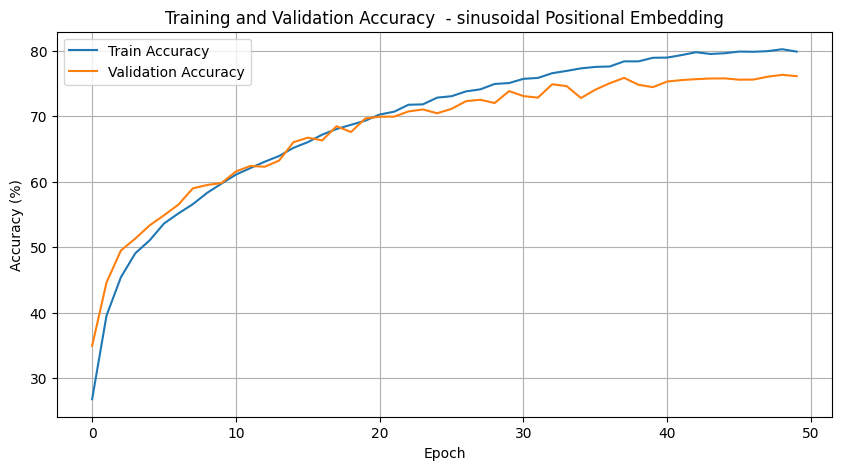 Training and Validation Accuracy  - sinusoidal Positional Embedding
Train Accuracy
Validation Accuracy
Accuracy (%)
80
70
60
50
40
30
0
10
20
30
40
50
Epoch